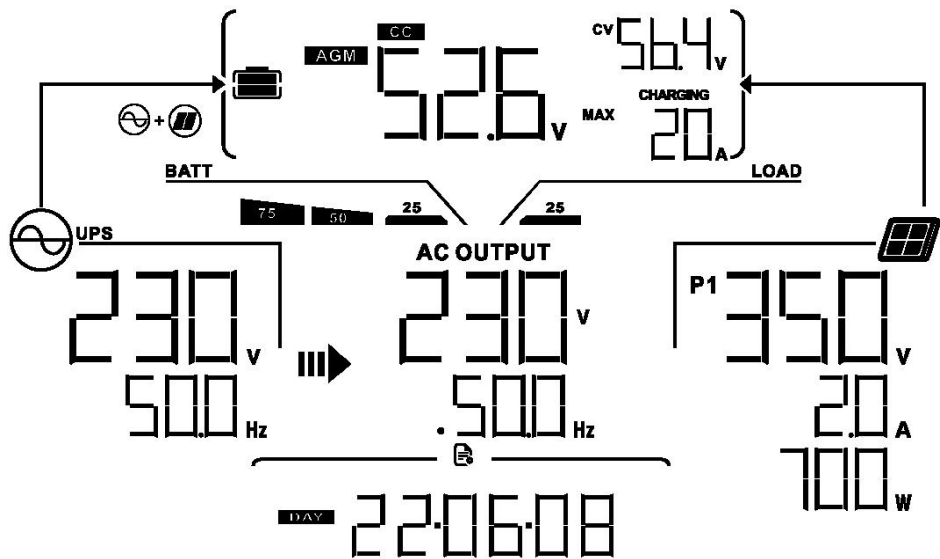 CC
AGM 52.6 V
CV 56.4 V
CHARGING
MAX 20 A
BATT
LOAD
75 50 25 25
UPS
AC OUTPUT
230 V
50.0 Hz
230 V
.50.0 Hz
P1 350 V
2.0 A
700 W
DAY 22:06:08